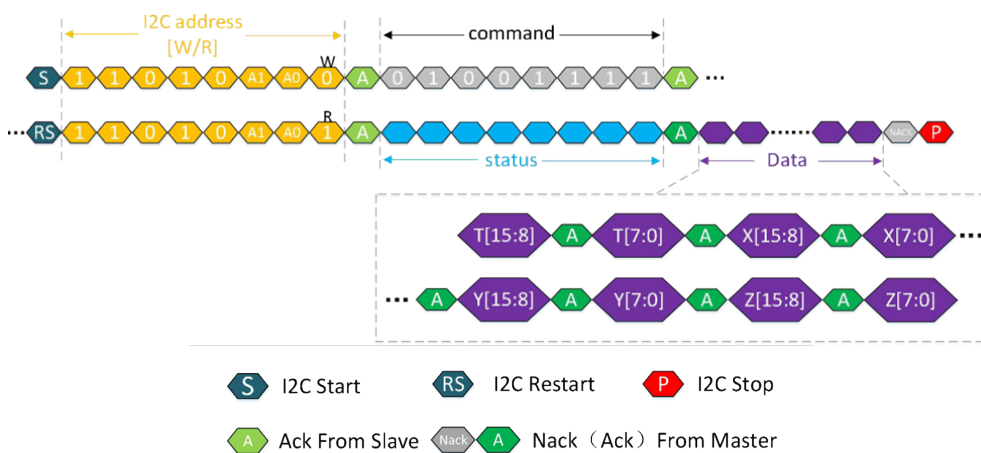 I2C address
[W/R]
command
W
S 1 1 0 1 0 A1 A0 0 A 0 1 0 0 1 1 1 1 A ...
R
... RS 1 1 0 1 0 A1 A0 1 A A ...... NACK P
status
Data
T[15:8] A T[7:0] A X[15:8] A X[7:0] ...
... A Y[15:8] A Y[7:0] A Z[15:8] A Z[7:0]
S I2C Start RS I2C Restart P I2C Stop
A Ack From Slave Nack A Nack（Ack）From Master